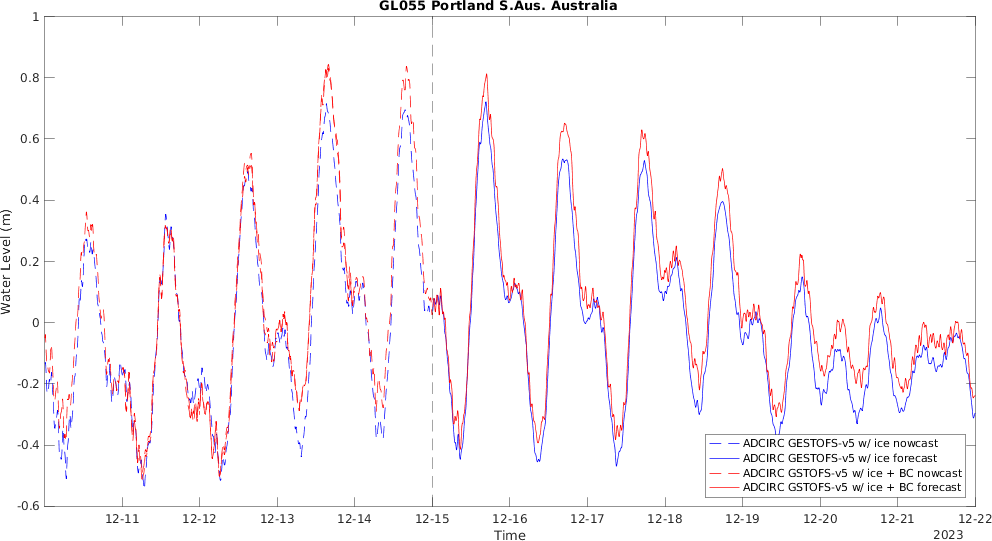 GL055 Portland S.Aus. Australia
1
0.8
0.6
0.4
0.2
0
-0.2
-0.4
-0.6
Water Level (m)
ADCIRC GESTOFS-v5 w/ ice nowcast
ADCIRC GESTOFS-v5 w/ ice forecast
ADCIRC GSTOFS-v5 w/ ice + BC nowcast
ADCIRC GSTOFS-v5 w/ ice + BC forecast
12-11 12-12 12-13 12-14 12-15 12-16 12-17 12-18 12-19 12-20 12-21 12-22
Time
2023